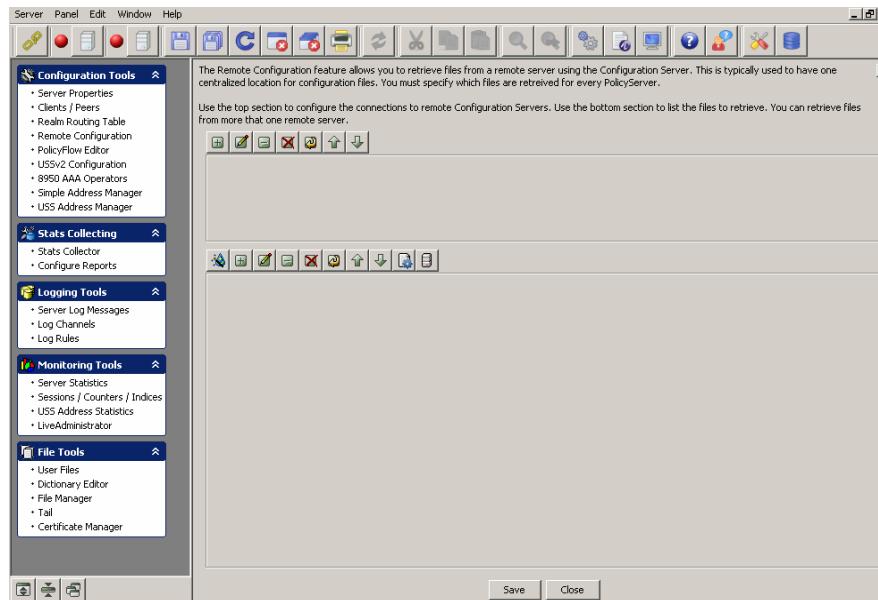 Server Panel Edit Window Help
Configuration Tools
Server Properties
Clients / Peers
Realm Routing Table
Remote Configuration
PolicyFlow Editor
USSv2 Configuration
8950 AAA Operators
Simple Address Manager
USS Address Manager
Stats Collecting
Stats Collector
Configure Reports
Logging Tools
Server Log Messages
Log Channels
Log Rules
Monitoring Tools
Server Statistics
Sessions / Counters / Indices
USS Address Statistics
LiveAdministrator
File Tools
User Files
Dictionary Editor
File Manager
Tail
Certificate Manager
The Remote Configuration feature allows you to retrieve files from a remote server using the Configuration Server. This is typically used to have one
centralized location for configuration files. You must specify which files are retreived for every PolicyServer.
Use the top section to configure the connections to remote Configuration Servers. Use the bottom section to list the files to retrieve. You can retrieve files
from more that one remote server.
Save Close